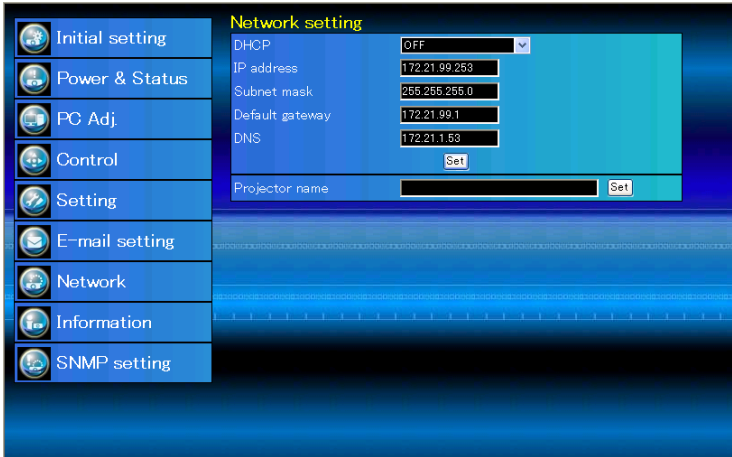 Initial setting
Power & Status
PC Adj.
Control
Setting
E-mail setting
Network
Information
SNMP setting
Network setting
DHCP OFF
IP address 172.21.99.253
Subnet mask 255.255.255.0
Default gateway 172.21.99.1
DNS 172.21.1.53
Set
Projector name Set